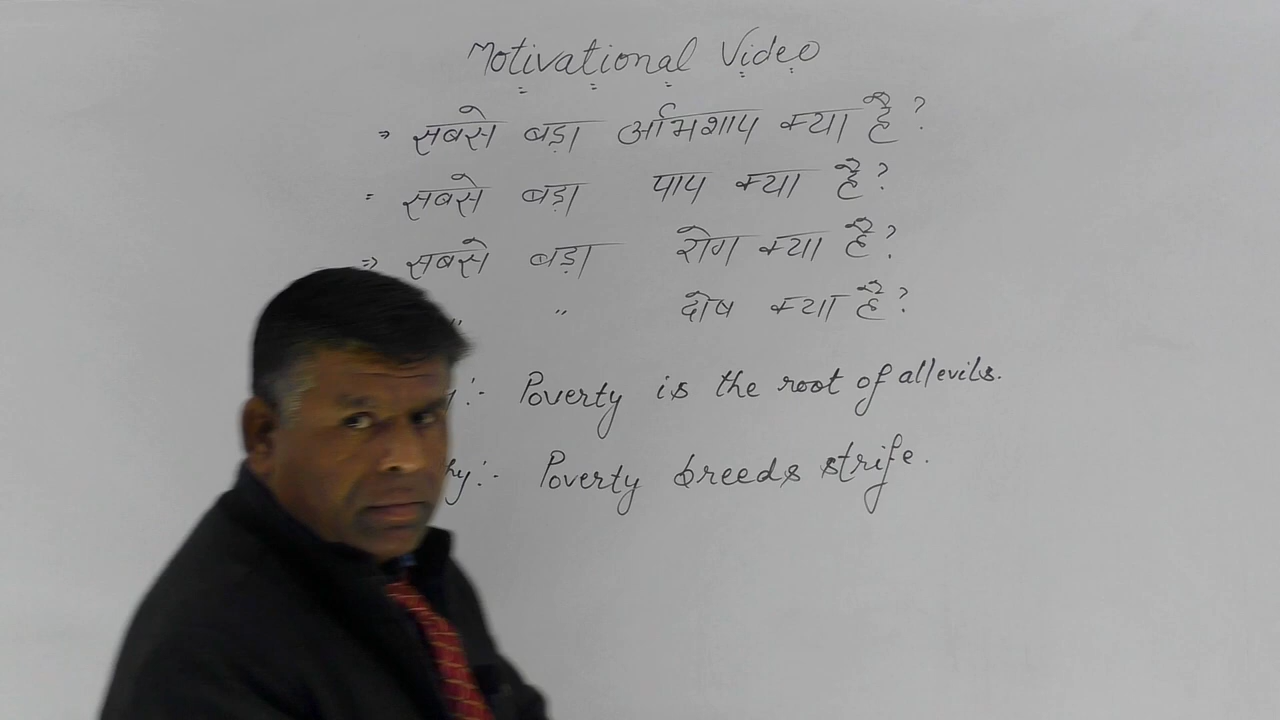 Motivational Video
⇒ सबसे बड़ा अभिशाप क्या है?
= सबसे बड़ा पाप क्या है?
⇒ सबसे बड़ा रोग क्या है?
" " दोष क्या है?
:- Poverty is the root of all evils.
:- Poverty breeds strife.